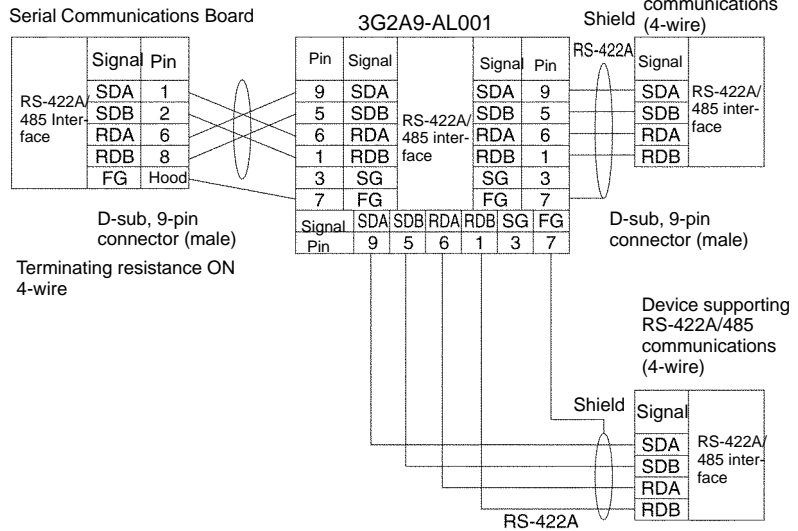 Serial Communications Board
Signal Pin
RS-422A/
485 Inter-
face
SDA 1
SDB 2
RDA 6
RDB 8
FG Hood
D-sub, 9-pin
connector (male)
Terminating resistance ON
4-wire
3G2A9-AL001
Pin Signal
9 SDA
5 SDB
6 RDA
1 RDB
3 SG
7 FG
RS-422A/
485 inter-
face
Signal Pin
SDA 9
SDB 5
RDA 6
RDB 1
SG 3
FG 7
Signal SDA SDB RDA RDB SG FG
Pin 9 5 6 1 3 7
communications
(4-wire)
Shield
RS-422A
Signal
SDA
SDB
RDA
RDB
RS-422A/
485 inter-
face
D-sub, 9-pin
connector (male)
Device supporting
RS-422A/485
communications
(4-wire)
Shield
Signal
SDA
SDB
RDA
RDB
RS-422A/
485 inter-
face
RS-422A